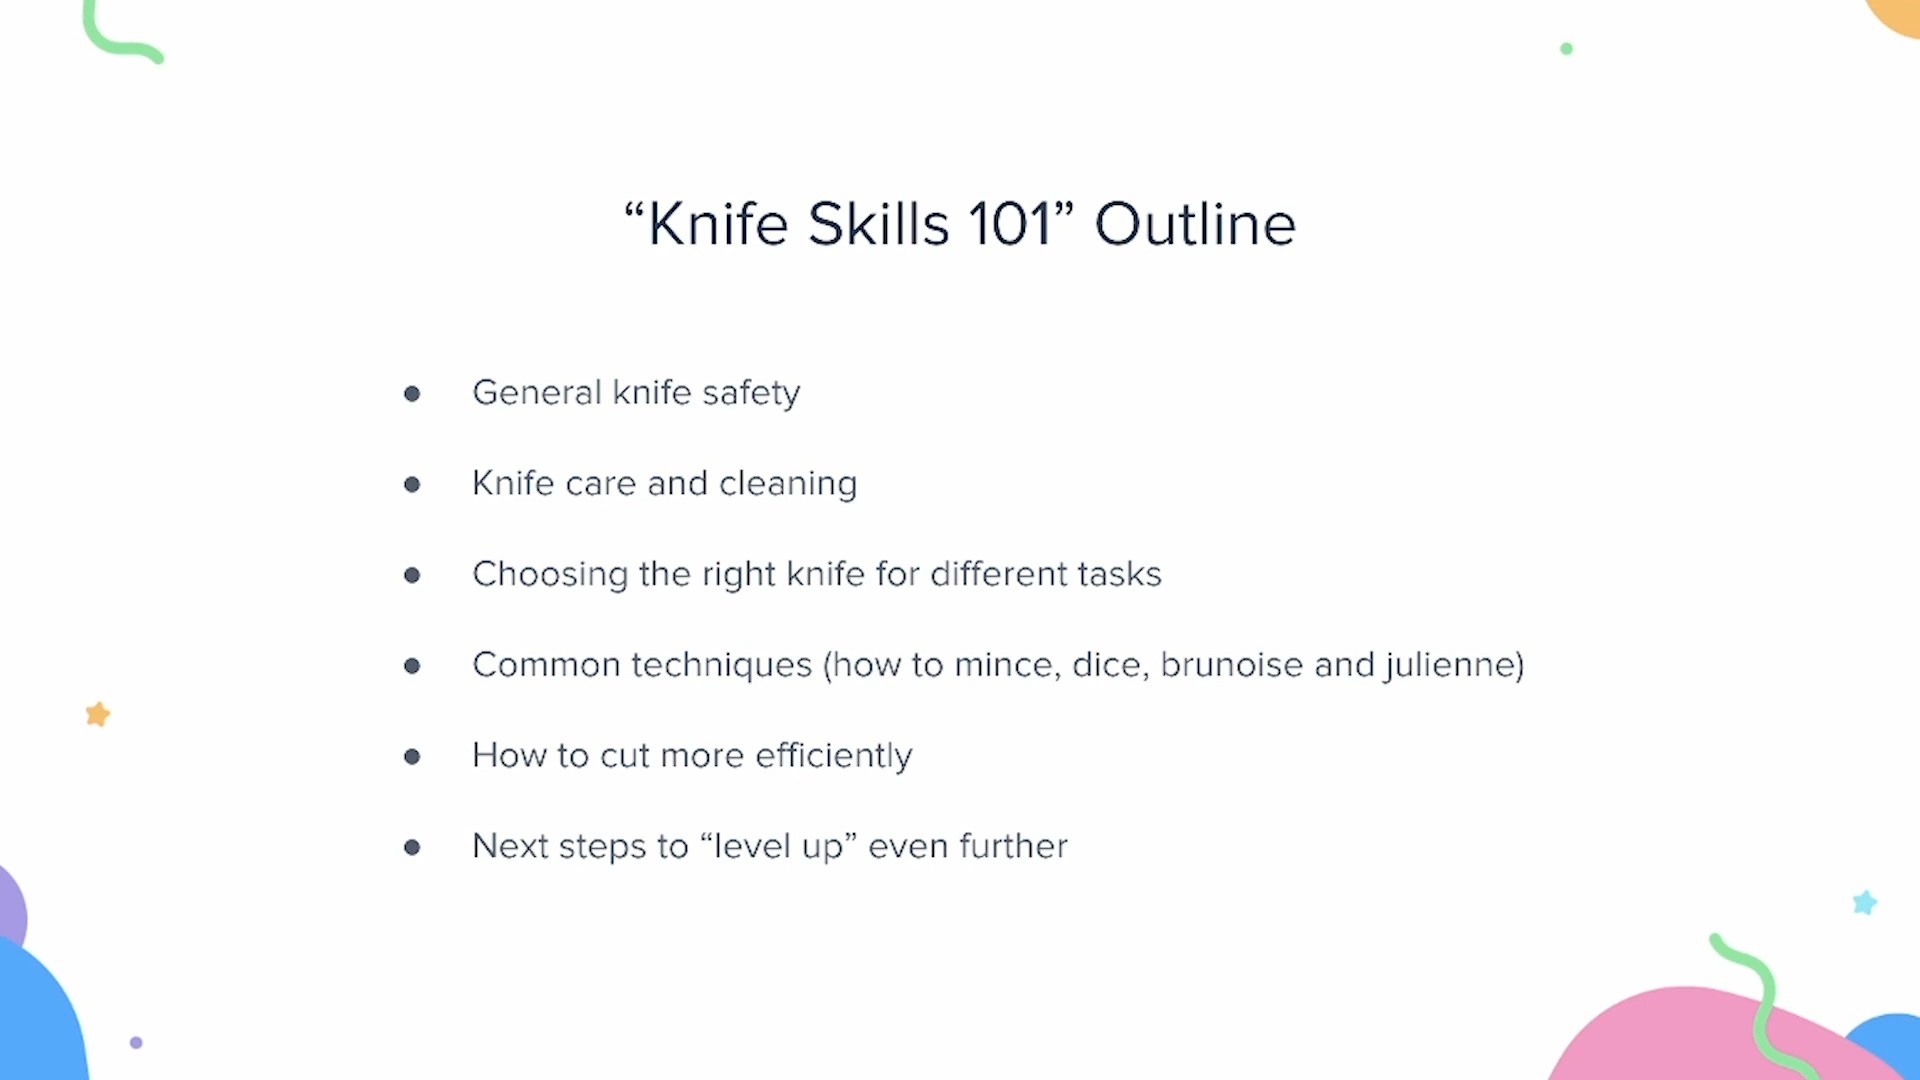 “Knife Skills 101” Outline
● General knife safety
● Knife care and cleaning
● Choosing the right knife for different tasks
● Common techniques (how to mince, dice, brunoise and julienne)
● How to cut more efficiently
● Next steps to “level up” even further